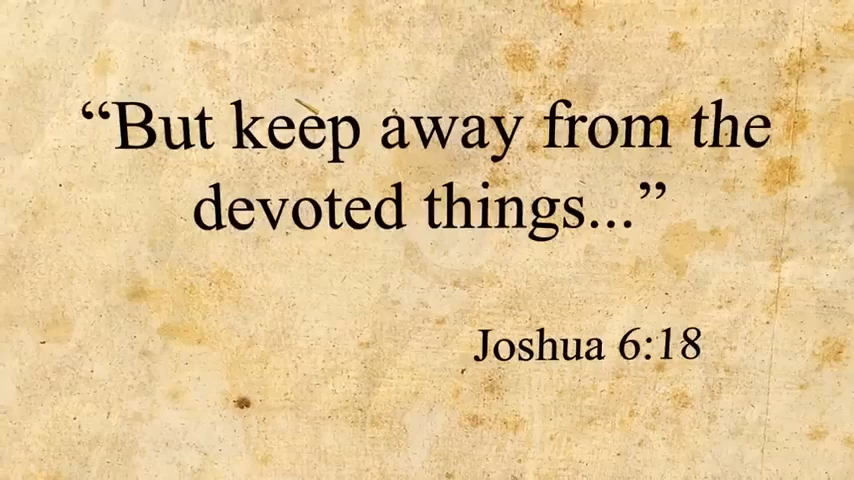 “But keep away from the
devoted things...”
Joshua 6:18